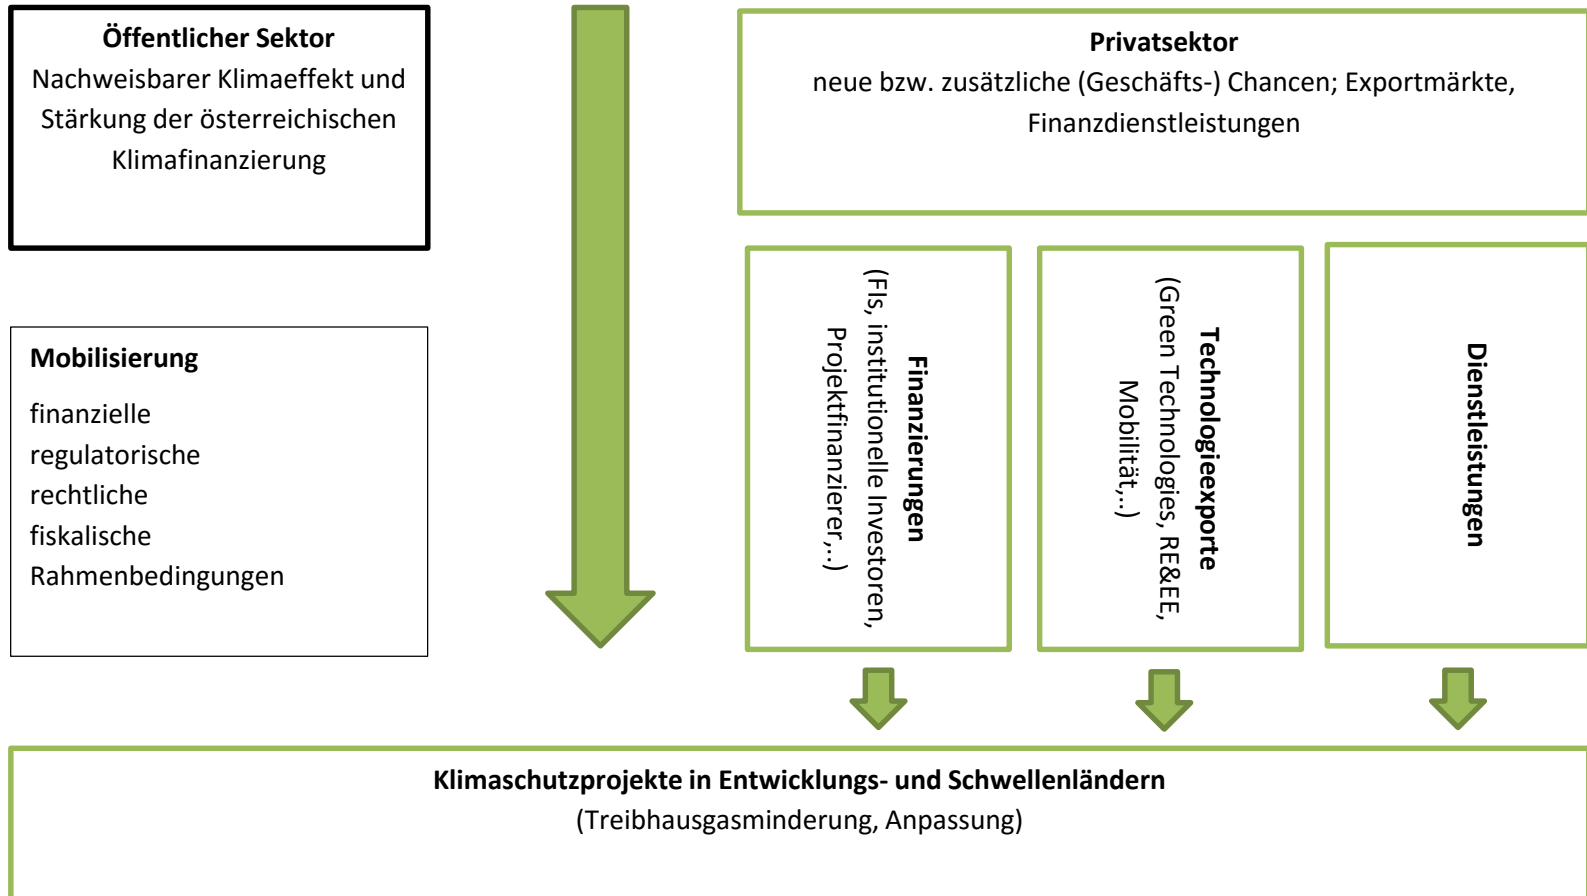 Öffentlicher Sektor
Nachweisbarer Klimaeffekt und
Stärkung der österreichischen
Klimafinanzierung
Privatsektor
neue bzw. zusätzliche (Geschäfts-) Chancen; Exportmärkte,
Finanzdienstleistungen
Mobilisierung
finanzielle
regulatorische
rechtliche
fiskalische
Rahmenbedingungen
Finanzierungen
(FIs, institutionelle Investoren,
Projektfinanzierer,..)
Technologieexporte
(Green Technologies, RE&EE,
Mobilität,..)
Dienstleistungen
Klimaschutzprojekte in Entwicklungs- und Schwellenländern
(Treibhausgasminderung, Anpassung)